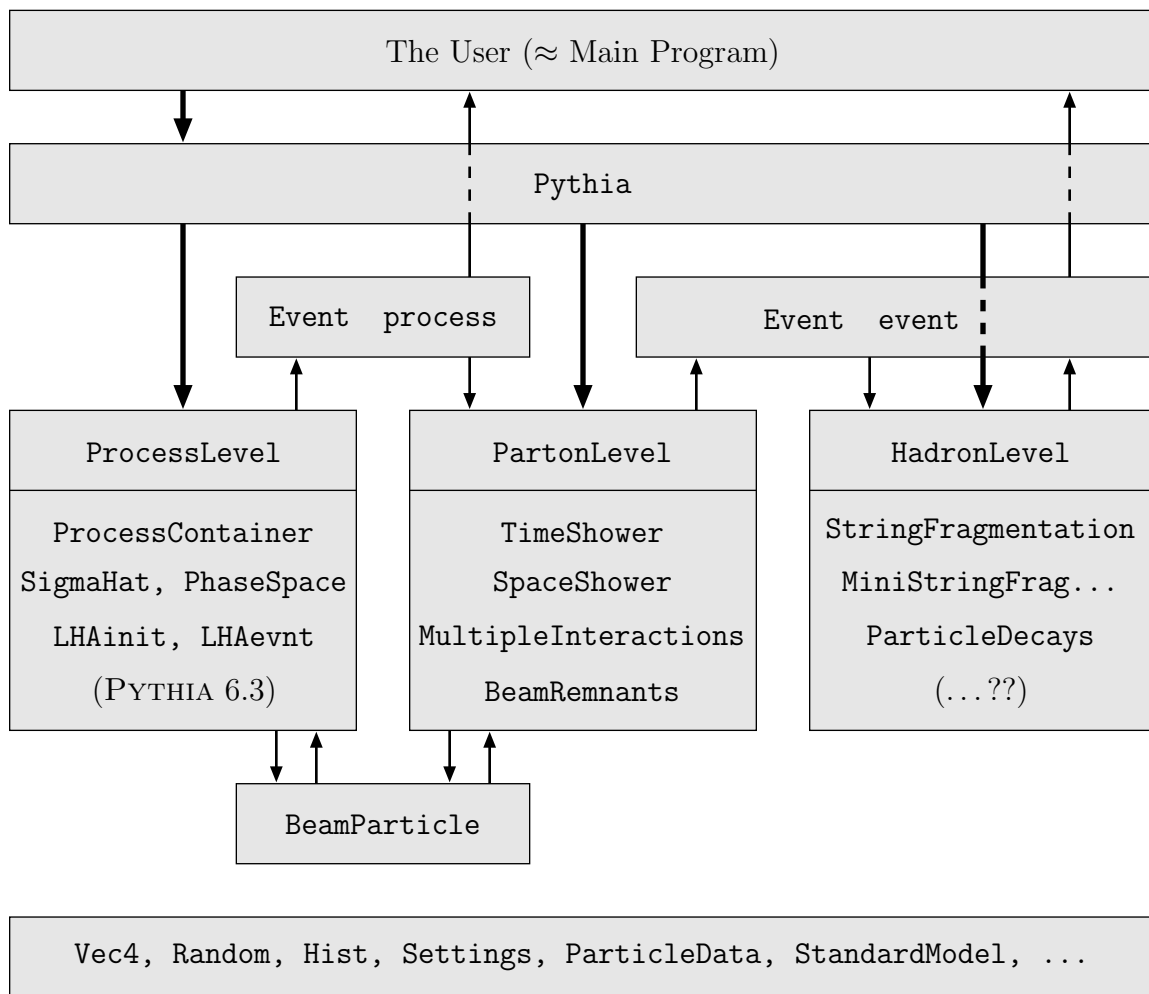 The User (≈ Main Program)
Pythia
Event process
Event event
ProcessLevel
ProcessContainer
SigmaHat, PhaseSpace
LHAinit, LHAevnt
(PYTHIA 6.3)
PartonLevel
TimeShower
SpaceShower
MultipleInteractions
BeamRemnants
HadronLevel
StringFragmentation
MiniStringFrag...
ParticleDecays
(...??)
BeamParticle
Vec4, Random, Hist, Settings, ParticleData, StandardModel, ...